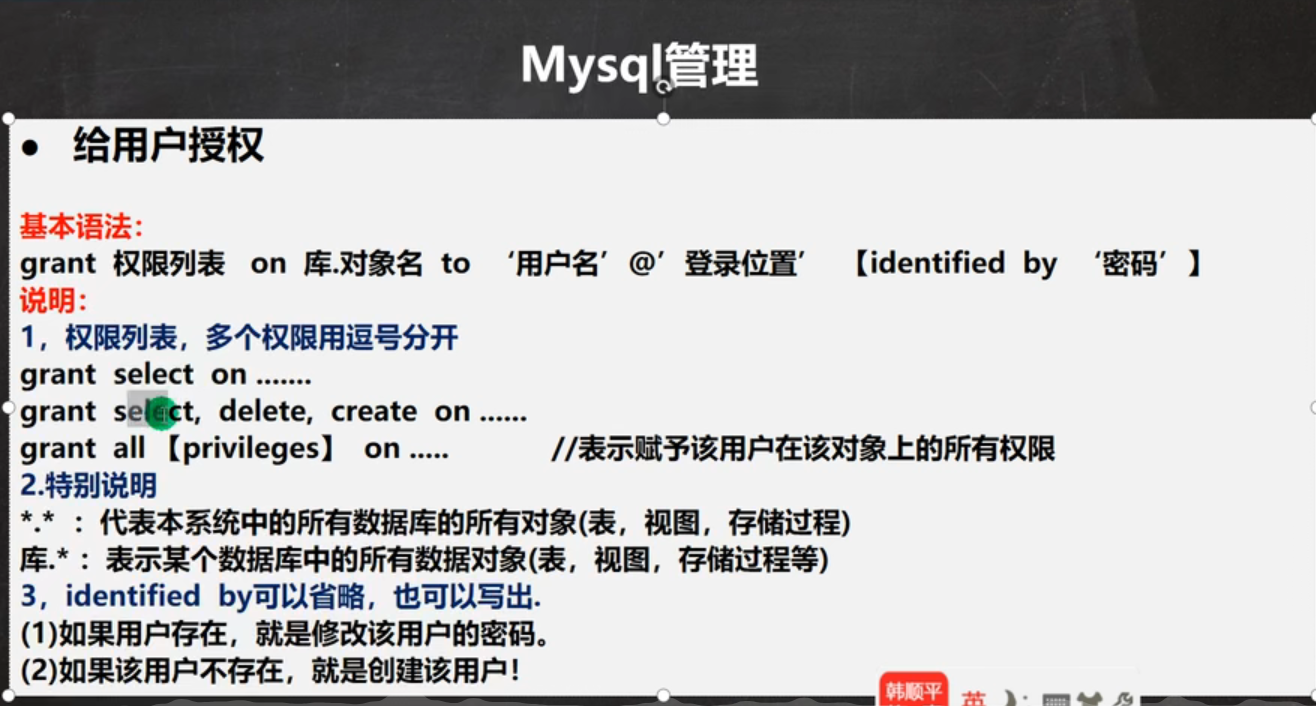 Mysql管理
● 给用户授权
基本语法：
grant 权限列表 on 库.对象名 to ‘用户名’ @’登录位置’ 【identified by ‘密码’】
说明：
1，权限列表，多个权限用逗号分开
grant select on .......
grant select, delete, create on ......
grant all 【privileges】 on ..... //表示赋予该用户在该对象上的所有权限
2.特别说明
*.* ：代表本系统中的所有数据库的所有对象(表，视图，存储过程)
库.* ：表示某个数据库中的所有数据对象(表，视图，存储过程等)
3，identified by可以省略，也可以写出.
(1)如果用户存在，就是修改该用户的密码。
(2)如果该用户不存在，就是创建该用户！
韩顺平
英